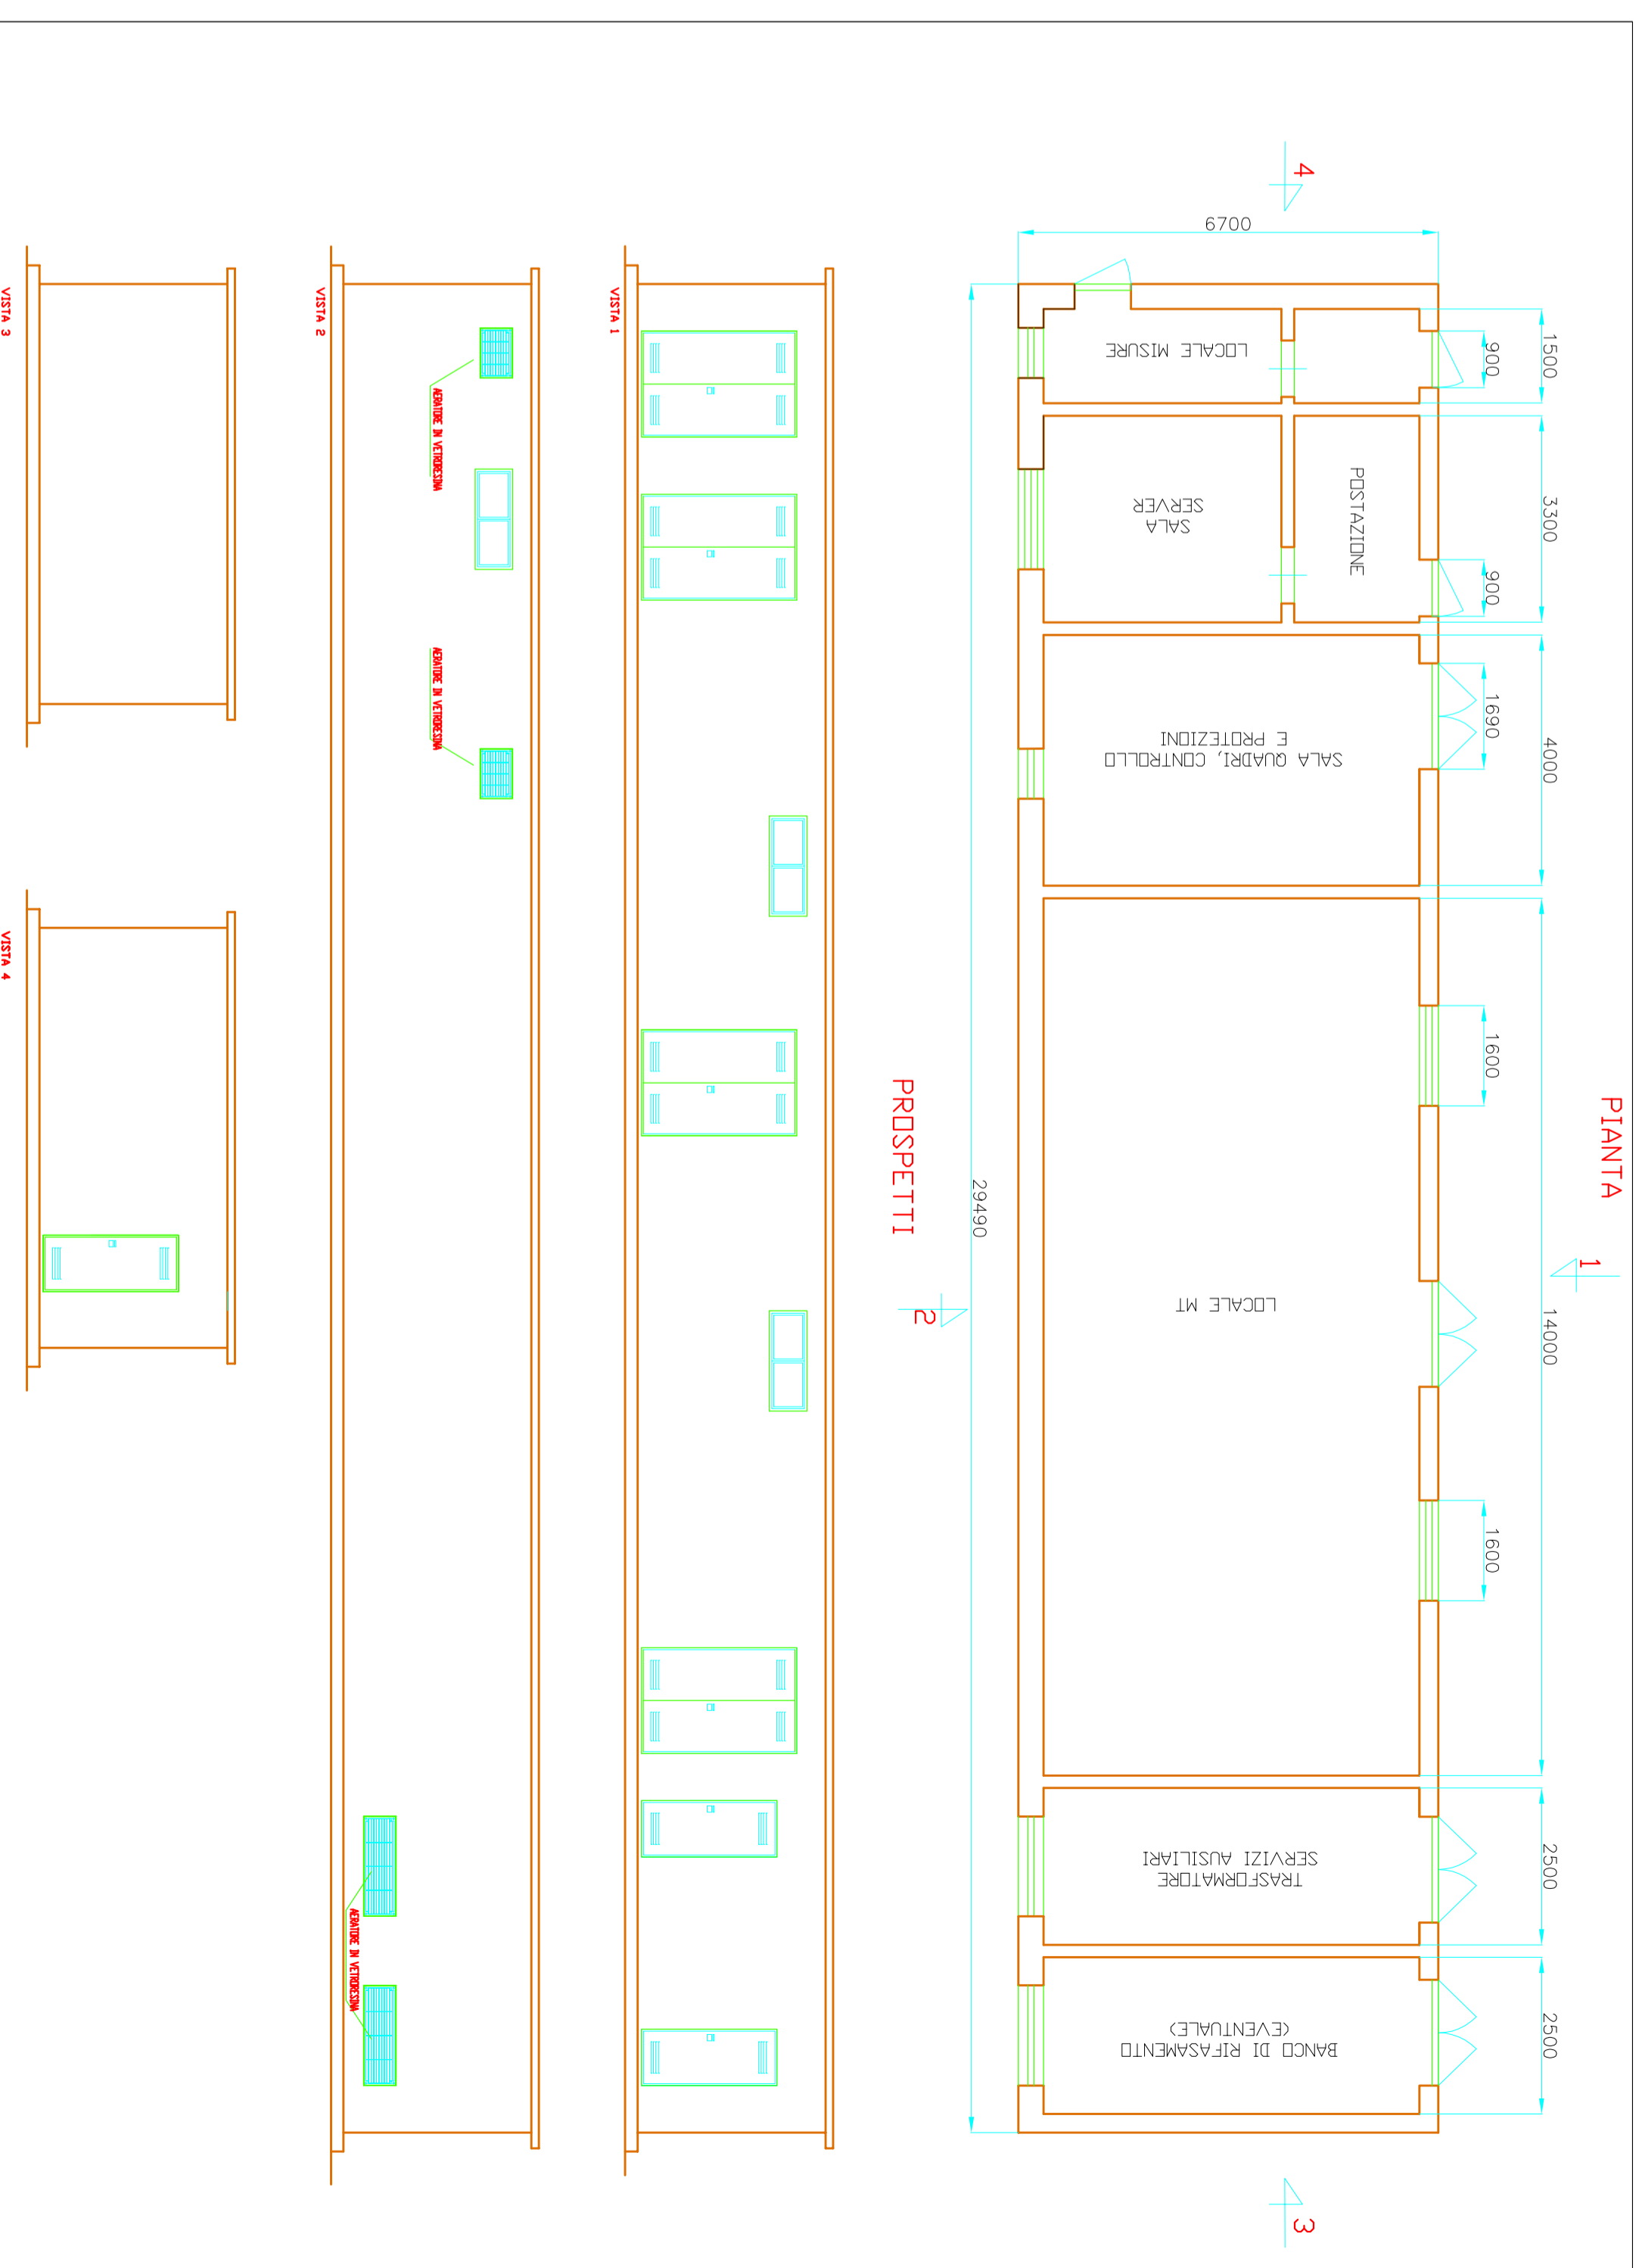 PIANTA
1
1500
3300
4000
14000
2500
2500
900
900
1690
1600
1600
4
6700
3
LOCALE MISURE
POSTAZIONE
SALA
SERVER
SALA QUADRI, CONTROLLO
E PROTEZIONI
LOCALE MT
TRASFORMATORE
SERVIZI AUSILIARI
BANCO DI RIFASAMENTO
(EVENTUALE)
29490
2
PROSPETTI
VISTA 1
AERATORE IN VETRORESINA
AERATORE IN VETRORESINA
AERATORE IN VETRORESINA
VISTA 2
VISTA 3
VISTA 4